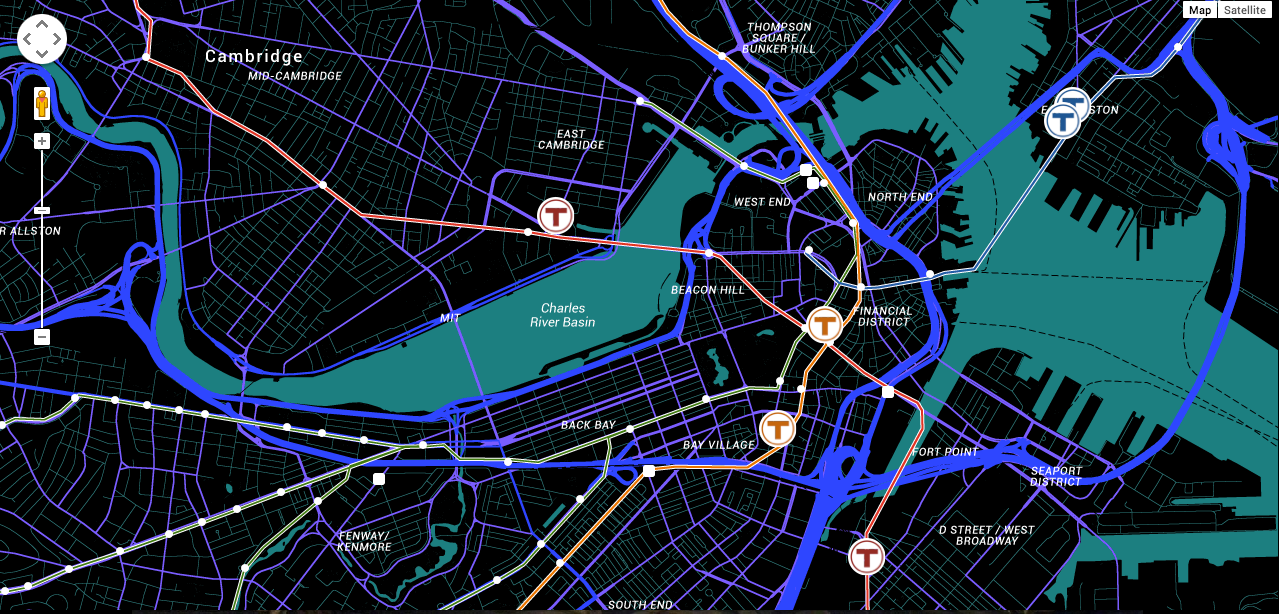 Map Satellite
THOMPSON
SQUARE /
BUNKER HILL
Cambridge
MID-CAMBRIDGE
T
T
EAST
CAMBRIDGE
WEST END
NORTH END
T
R ALLSTON
BEACON HILL
Charles
River Basin
MIT
FINANCIAL
DISTRICT
T
BACK BAY
T
BAY VILLAGE
FORT POINT
SEAPORT
DISTRICT
FENWAY/
KENMORE
D STREET / WEST
BROADWAY
T
SOUTH END